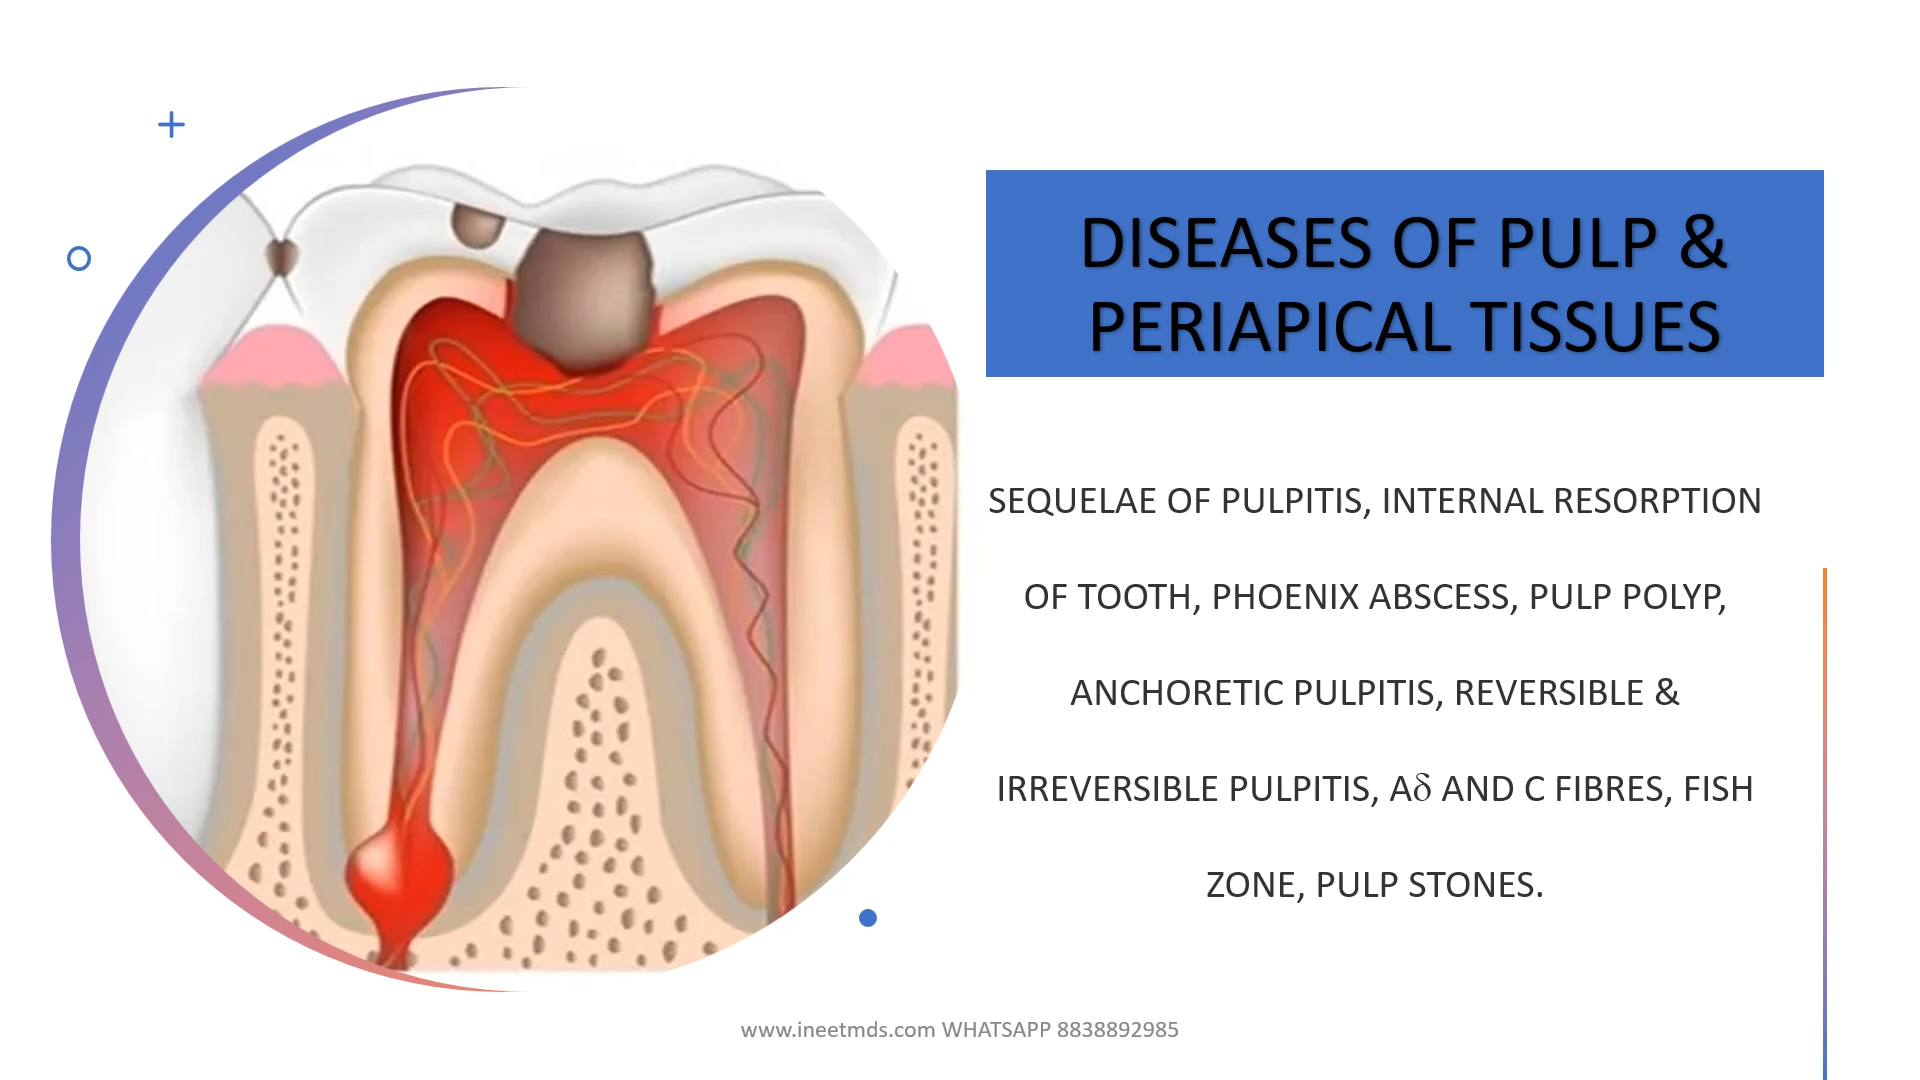 DISEASES OF PULP &
PERIAPICAL TISSUES
SEQUELAE OF PULPITIS, INTERNAL RESORPTION
OF TOOTH, PHOENIX ABSCESS, PULP POLYP,
ANCHORETIC PULPITIS, REVERSIBLE &
IRREVERSIBLE PULPITIS, Aδ AND C FIBRES, FISH
ZONE, PULP STONES.
www.ineetmds.com WHATSAPP 8838892985